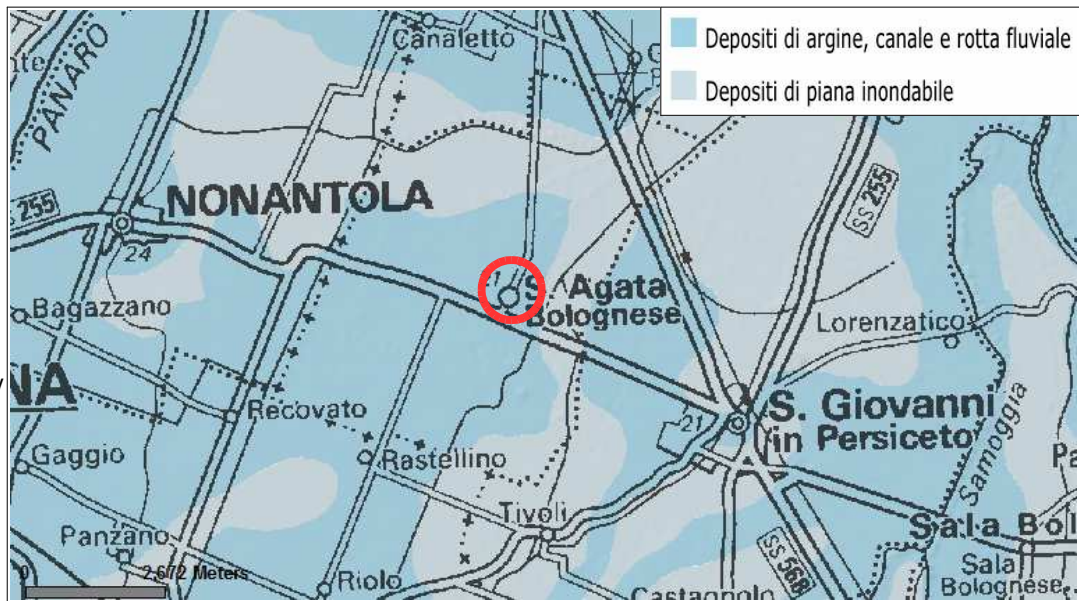 Depositi di argine, canale e rotta fluviale
Depositi di piana inondabile
Canaletto
PANARO
NONANTOLA
SS 255
24
SS 255
S. Agata
Bolognese
Bagazzano
Lorenzatico
NA
Recovato
S. Giovanni
in Persiceto
21
Gaggio
Rastellino
Samoggia
Tivoli
Panzano
Sala Bol
SS 568
Sala
Bolognese
0
2,672 Meters
Riolo
Castagnolo